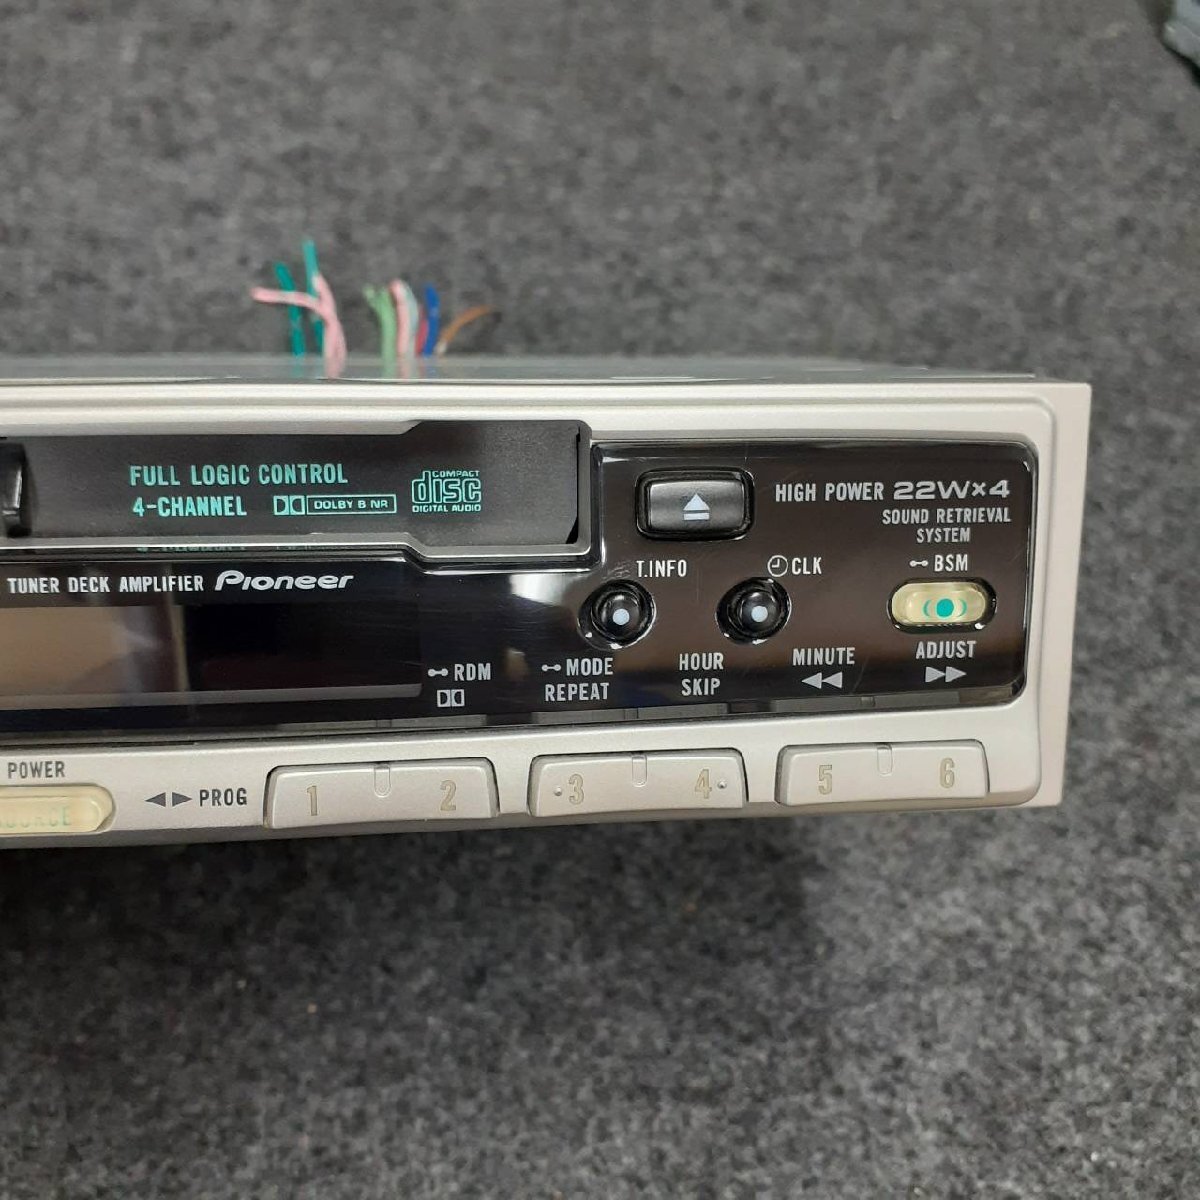 FULL LOGIC CONTROL
4-CHANNEL DOLBY B NR
COMPACT
disc
DIGITAL AUDIO
HIGH POWER 22W×4
SOUND RETRIEVAL
SYSTEM
TUNER DECK AMPLIFIER Pioneer
T.INFO
CLK
BSM
RDM
MODE
REPEAT
HOUR
SKIP
MINUTE
ADJUST
POWER
SOURCE
PROG
1 2 3 4 5 6